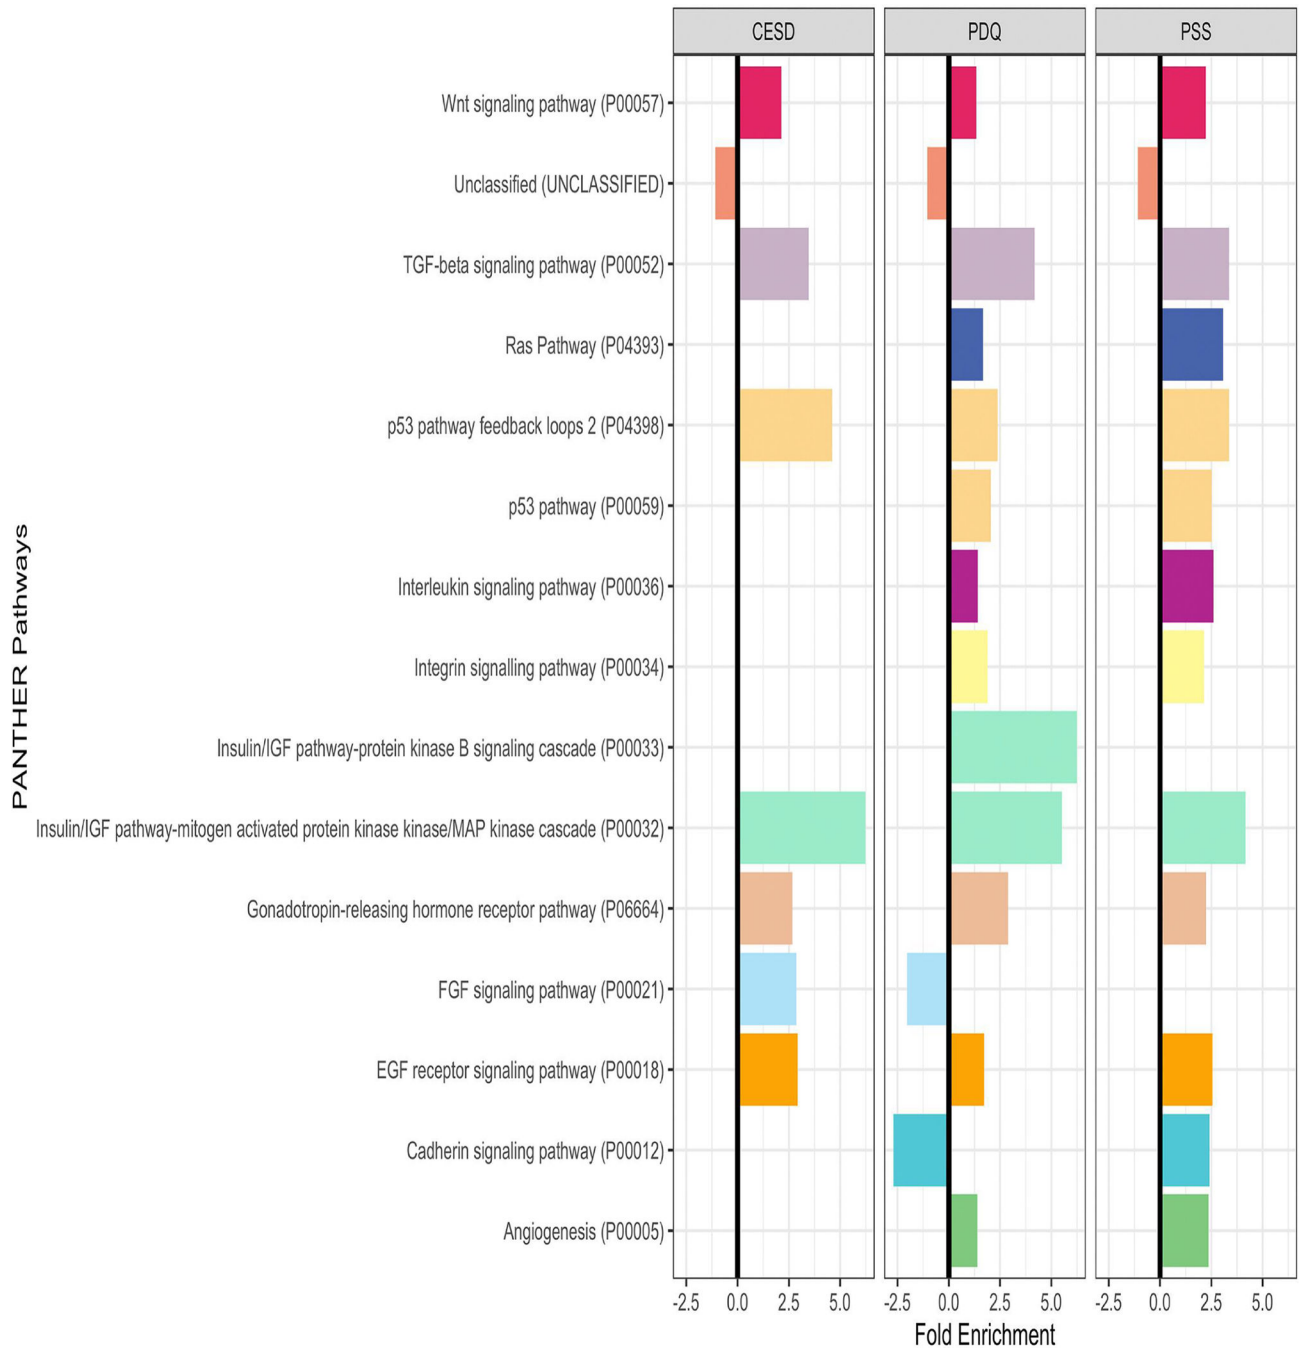 CESD PDQ PSS
Wnt signaling pathway (P00057)
Unclassified (UNCLASSIFIED)
TGF-beta signaling pathway (P00052)
Ras Pathway (P04393)
p53 pathway feedback loops 2 (P04398)
p53 pathway (P00059)
Interleukin signaling pathway (P00036)
Integrin signalling pathway (P00034)
Insulin/IGF pathway-protein kinase B signaling cascade (P00033)
Insulin/IGF pathway-mitogen activated protein kinase kinase/MAP kinase cascade (P00032)
Gonadotropin-releasing hormone receptor pathway (P06664)
FGF signaling pathway (P00021)
EGF receptor signaling pathway (P00018)
Cadherin signaling pathway (P00012)
Angiogenesis (P00005)
PANTHER Pathways
-2.5 0.0 2.5 5.0 -2.5 0.0 2.5 5.0 -2.5 0.0 2.5 5.0
Fold Enrichment